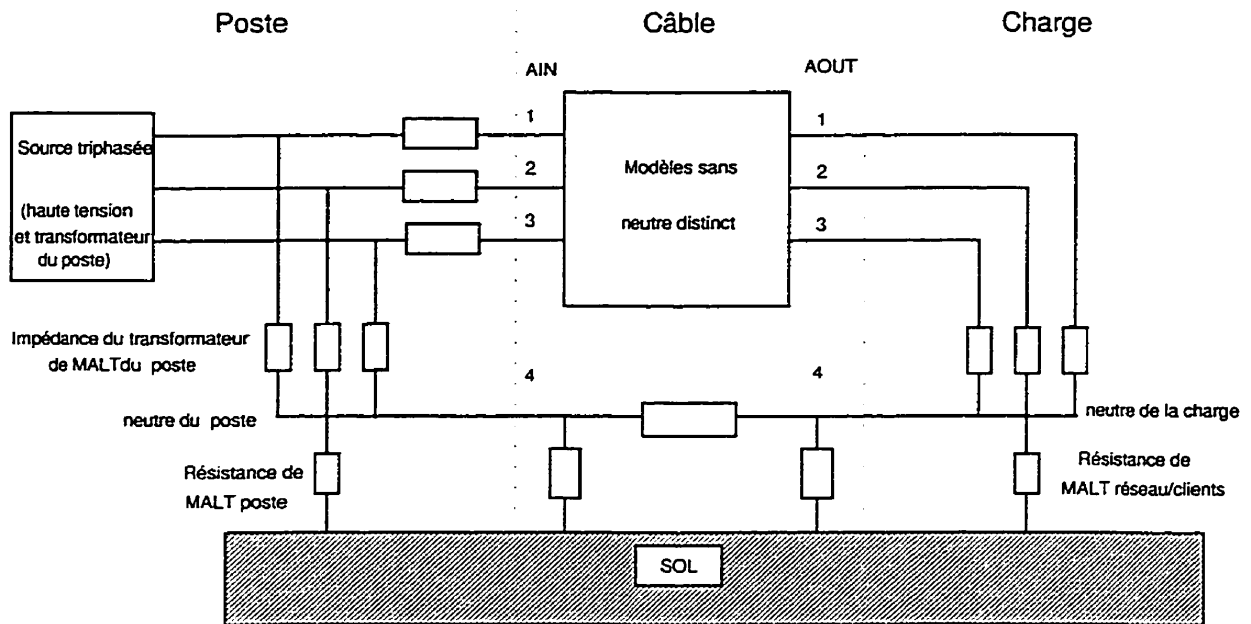 Poste
Câble
Charge
AIN
AOUT
1
1
Source triphasée
2
Modèles sans
2
(haute tension
et transformateur
du poste)
3
neutre distinct
3
Impédance du transformateur
de MALTdu poste
4
4
neutre du poste
neutre de la charge
Résistance de
MALT poste
Résistance de
MALT réseau/clients
SOL